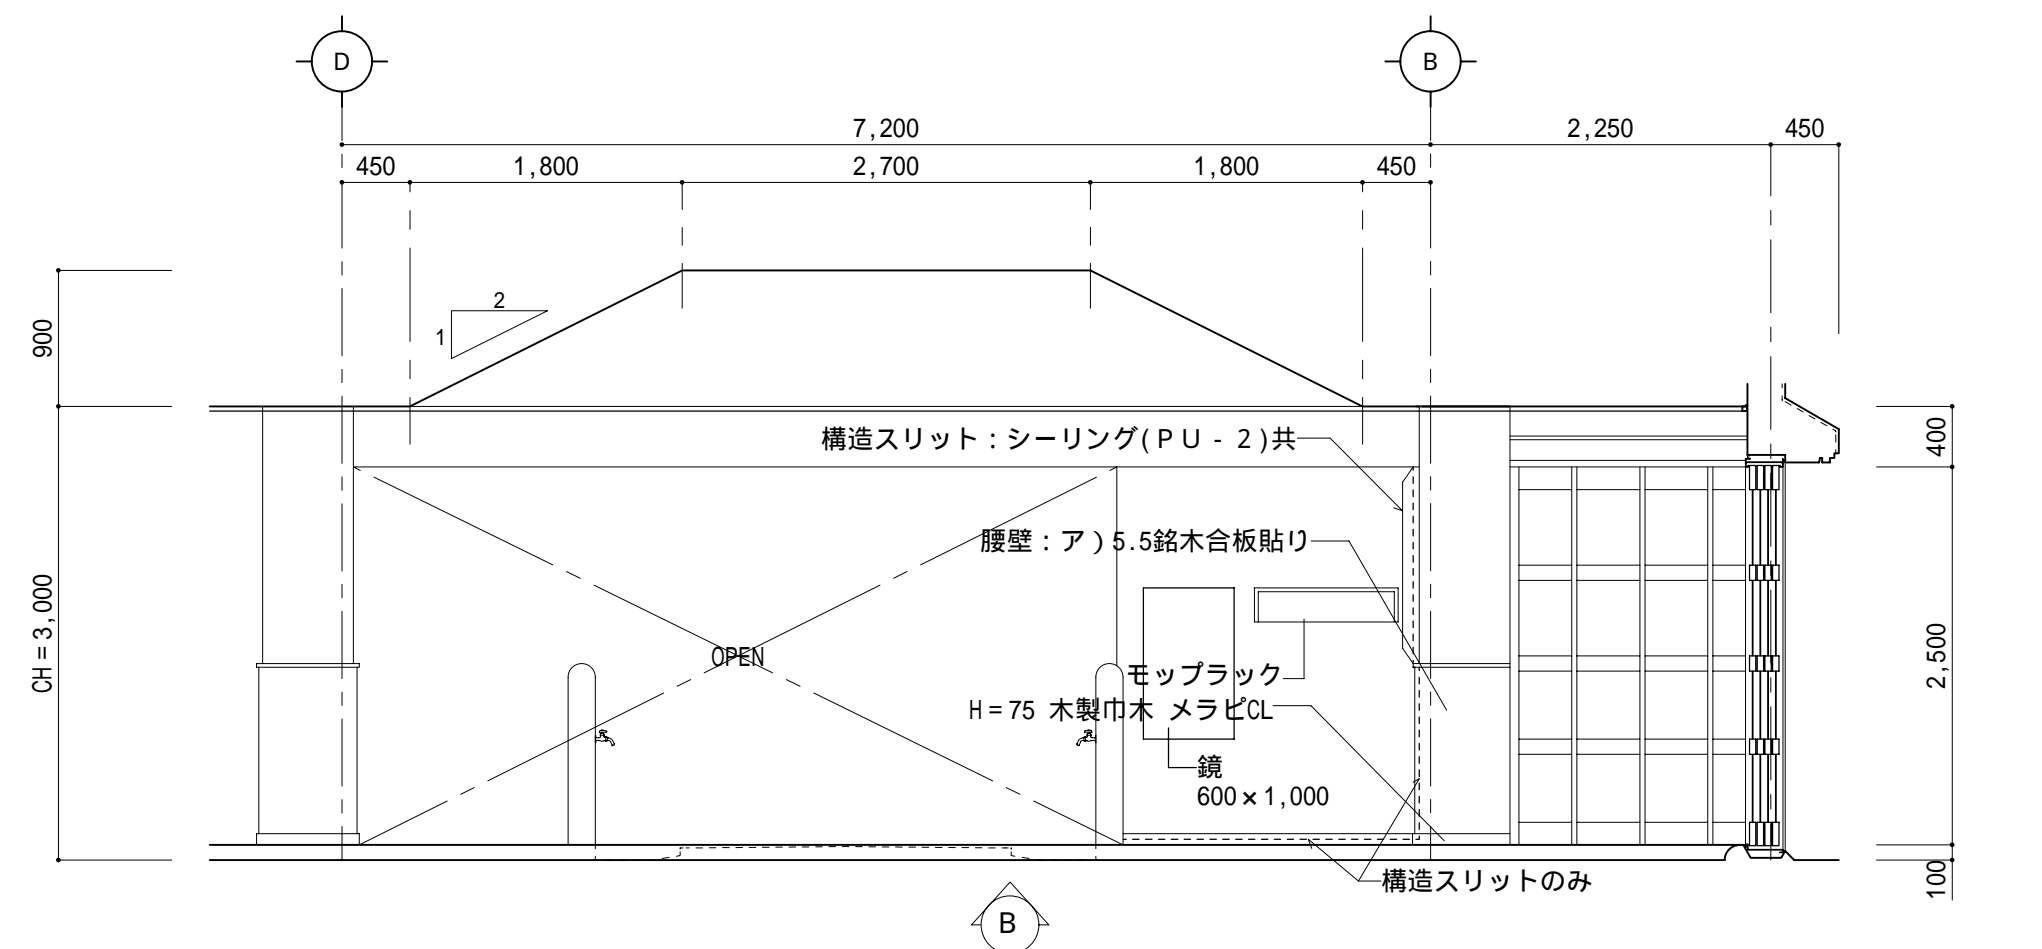 D
B
7,200
2,250
450
450
1,800
2,700
1,800
450
2
1
900
構造スリット：シーリング(ＰＵ‐２)共
400
腰壁：ア）5.5銘木合板貼り
CH＝3,000
OPEN
2,500
モップラック
H＝75 木製巾木 メラピCL
鏡
600×1,000
構造スリットのみ
100
B